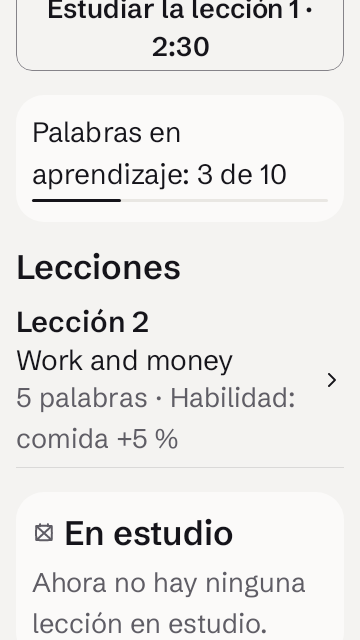 Estudiar la lección 1 ·
2:30
Palabras en
aprendizaje: 3 de 10
Lecciones
Lección 2
Work and money
5 palabras · Habilidad:
comida +5 %
En estudio
Ahora no hay ninguna
lección en estudio.